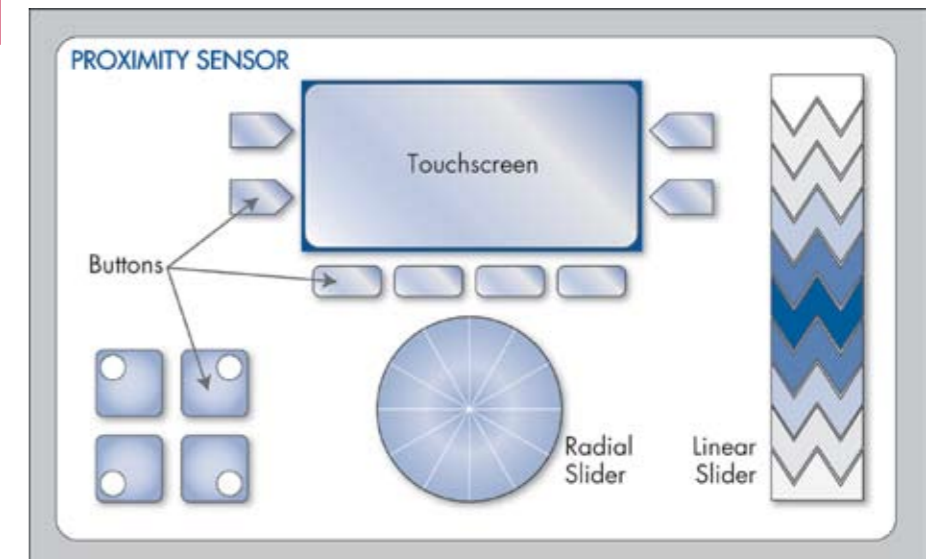 PROXIMITY SENSOR
Touchscreen
Buttons
Radial
Slider
Linear
Slider